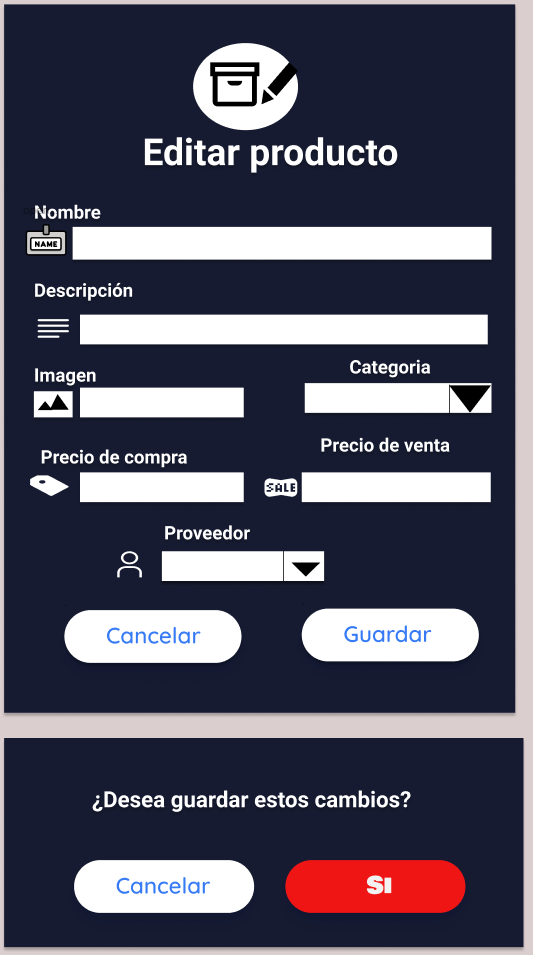 Editar producto
Nombre
NAME
Descripción
Imagen
Categoria
Precio de compra
Precio de venta
SALE
Proveedor
Cancelar
Guardar
¿Desea guardar estos cambios?
Cancelar
SI